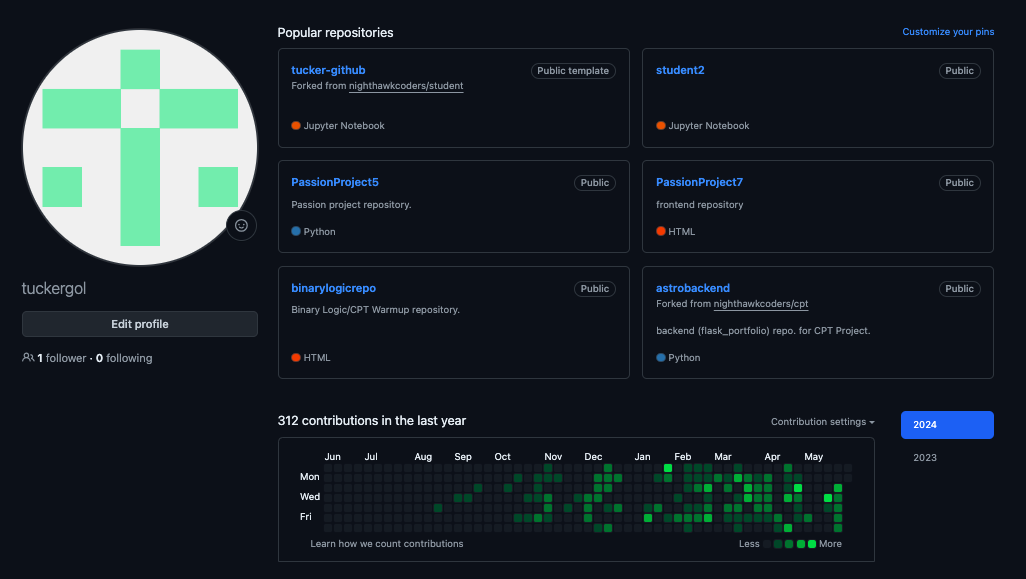 tuckergol
Edit profile
1 follower · 0 following
Popular repositories
Customize your pins
tucker-github
Public template
Forked from nighthawkcoders/student
Jupyter Notebook
student2
Public
Jupyter Notebook
PassionProject5
Public
Passion project repository.
Python
PassionProject7
Public
frontend repository
HTML
binarylogicrepo
Public
Binary Logic/CPT Warmup repository.
HTML
astrobackend
Public
Forked from nighthawkcoders/cpt
backend (flask_portfolio) repo. for CPT Project.
Python
312 contributions in the last year
Contribution settings
2024
2023
Jun Jul Aug Sep Oct Nov Dec Jan Feb Mar Apr May
Mon
Wed
Fri
Learn how we count contributions
Less
More